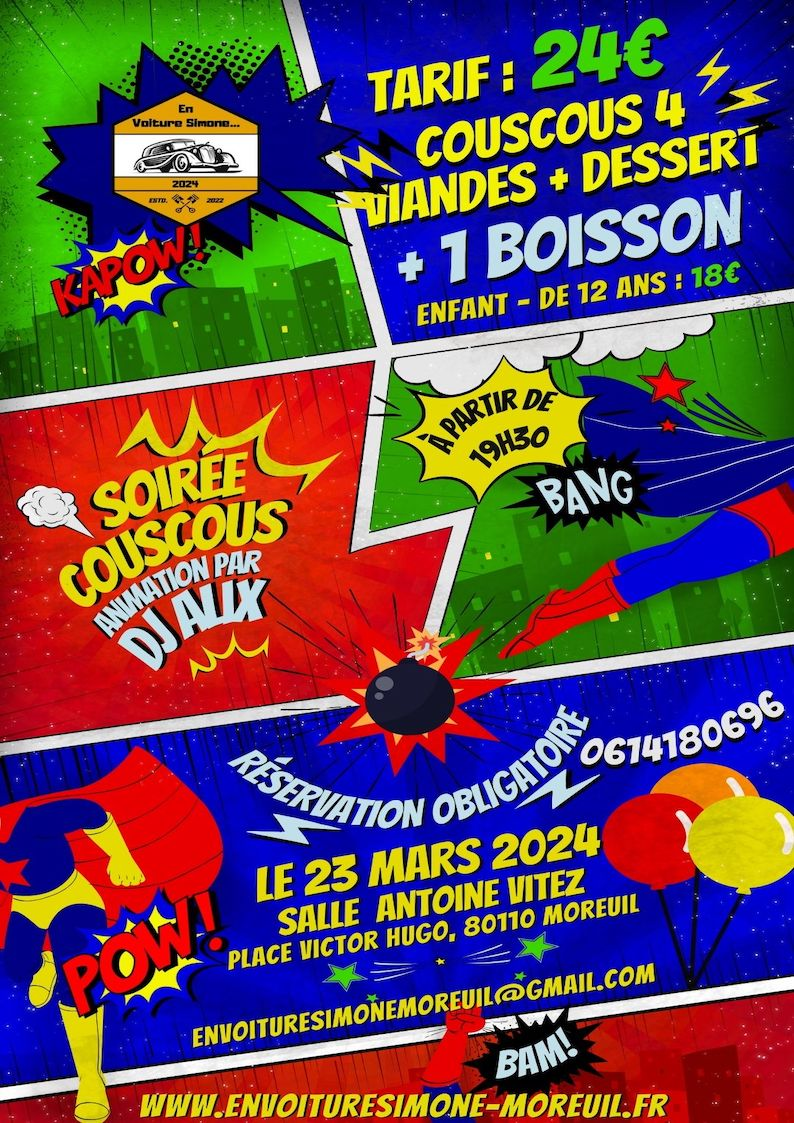 En
Voiture Simone...
2024
ESTD.
2022
KAPOW!
TARIF : 24€
COUSCOUS 4
VIANDES + DESSERT
+ 1 BOISSON
ENFANT - DE 12 ANS : 18€
À PARTIR DE
19H30
BANG
SOIRÉE
COUSCOUS
ANIMATION PAR
DJ ALIX
RÉSERVATION OBLIGATOIRE
0614180696
LE 23 MARS 2024
SALLE ANTOINE VITEZ
PLACE VICTOR HUGO, 80110 MOREUIL
POW!
ENVOITURESIMONEMOREUIL@GMAIL.COM
BAM!
WWW.ENVOITURESIMONE-MOREUIL.FR